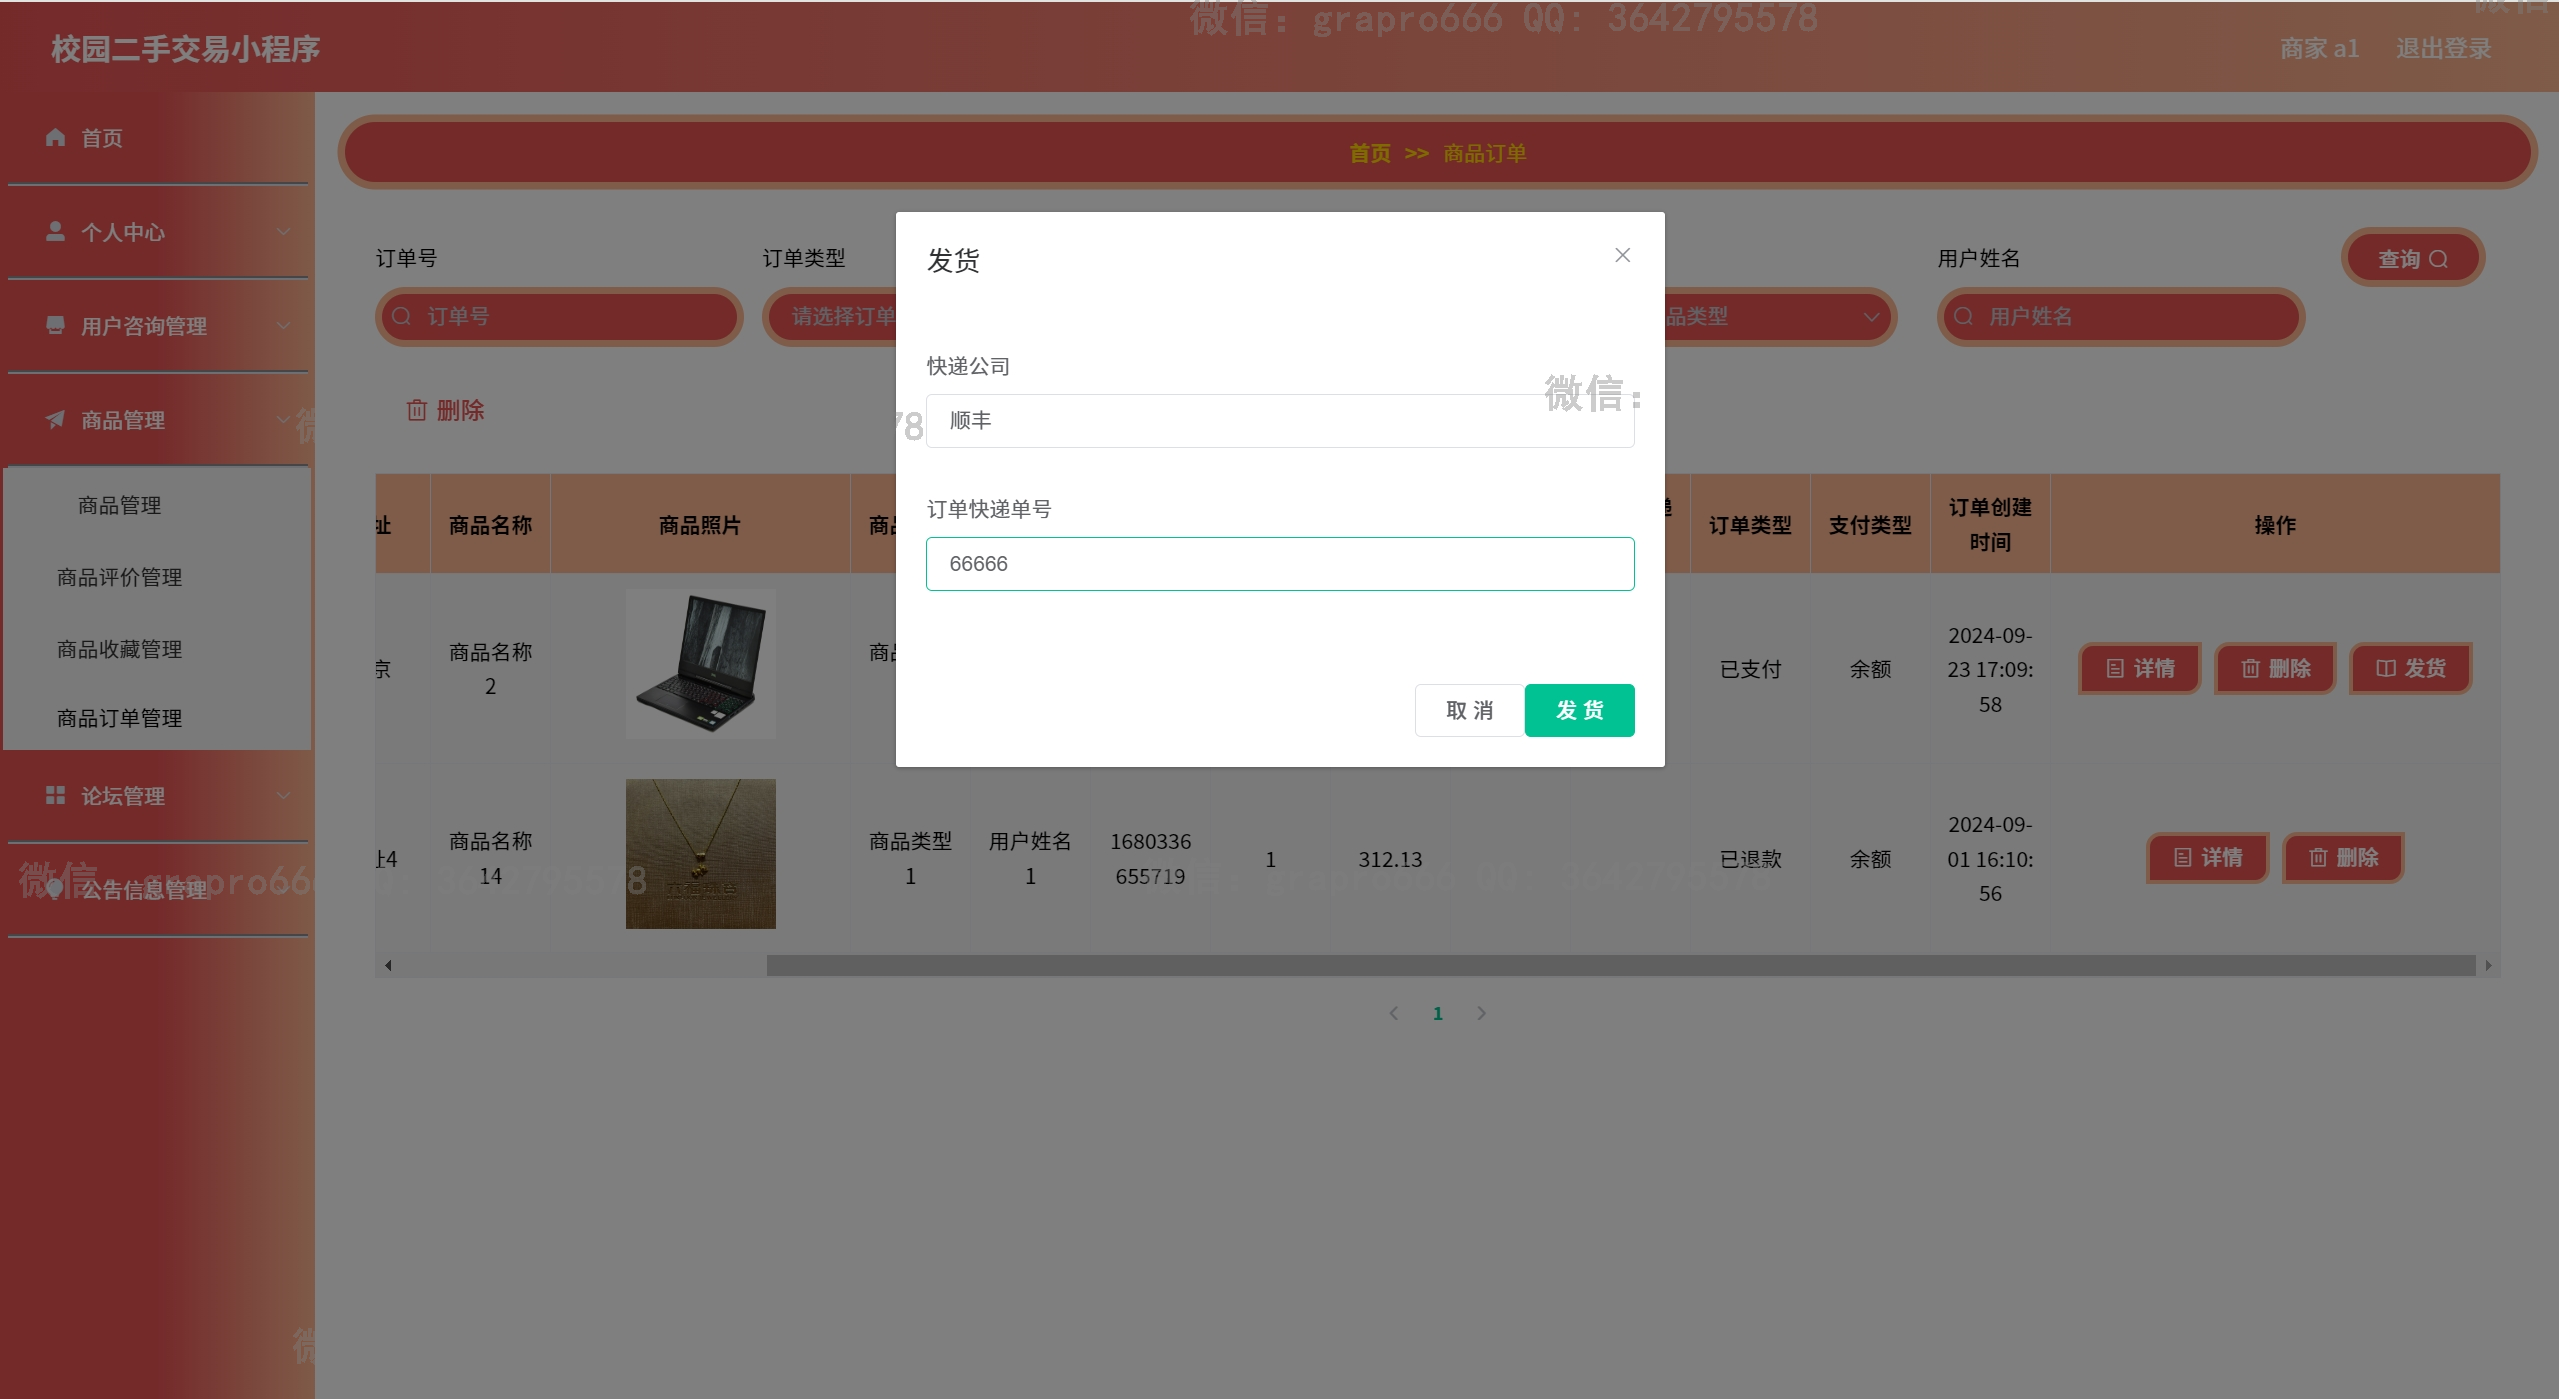 微信：grapro666 QQ: 3642795578
校园二手交易小程序
商家 a1
退出登录
首页
个人中心
用户咨询管理
商品管理
商品管理
商品评价管理
商品收藏管理
商品订单管理
论坛管理
公告信息管理
首页 >> 商品订单
订单号
订单类型
用户姓名
查询
订单号
请选择订单
品类型
用户姓名
删除
发货
快递公司
顺丰
微信：
78
订单快递单号
66666
取 消
发 货
址
商品名称
商品照片
订单类型
支付类型
订单创建
时间
操作
京
商品名称
2
已支付
余额
2024-09-
23 17:09:
58
详情
删除
发货
址4
商品名称
14
商品类型
1
用户姓名
1
1680336
655719
1
312.13
已退款
余额
2024-09-
01 16:10:
56
详情
删除
微信：grapro66
3642795578
grapro666 QQ: 3642795578
1